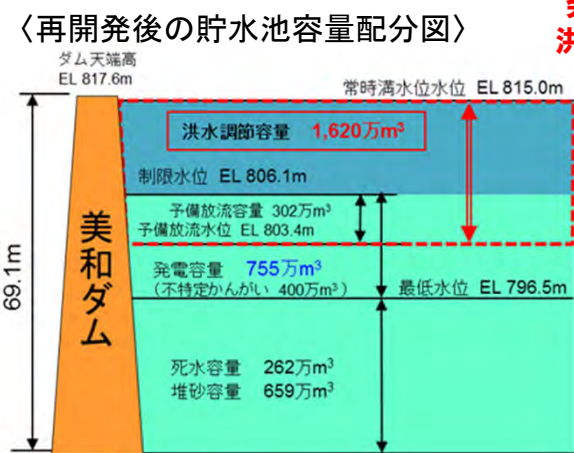 〈再開発後の貯水池容量配分図〉
洪
ダム天端高
EL 817.6m
常時満水位水位 EL 815.0m
洪水調節容量 1,620万m³
制限水位 EL 806.1m
予備放流容量 302万m³
予備放流水位 EL 803.4m
発電容量 755万m³
（不特定かんがい 400万m³）
最低水位 EL 796.5m
死水容量 262万m³
堆砂容量 659万m³
美和ダム
69.1m